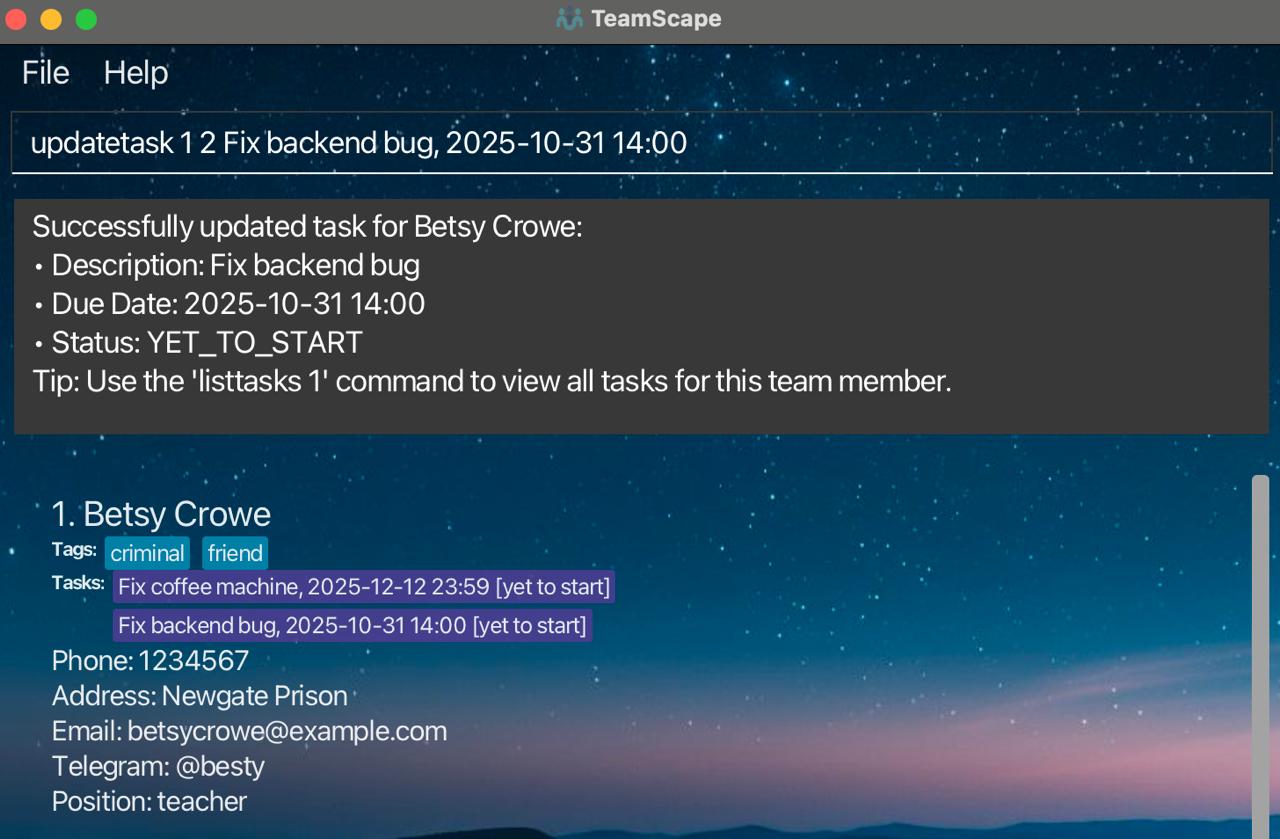 TeamScape
File Help
updatetask 1 2 Fix backend bug, 2025-10-31 14:00
Successfully updated task for Betsy Crowe:
• Description: Fix backend bug
• Due Date: 2025-10-31 14:00
• Status: YET_TO_START
Tip: Use the 'listtasks 1' command to view all tasks for this team member.
1. Betsy Crowe
Tags: criminal friend
Tasks: Fix coffee machine, 2025-12-12 23:59 [yet to start]
Fix backend bug, 2025-10-31 14:00 [yet to start]
Phone: 1234567
Address: Newgate Prison
Email: betsycrowe@example.com
Telegram: @besty
Position: teacher